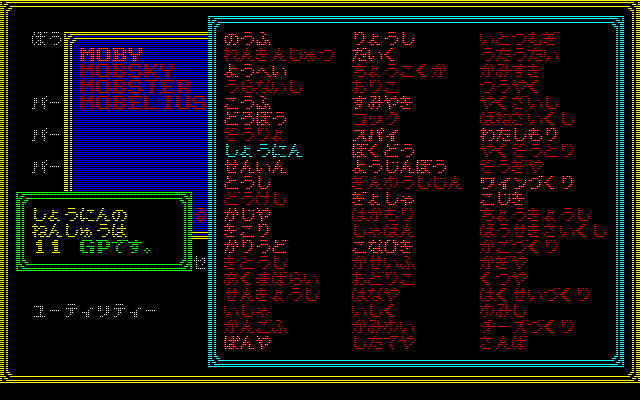 ぼう
MOBY
MOBSKY
MOBSTER
MOBELIUS
パー
パー
パー
る
セ
ユーティリティー
しょうにんの
ねんしゅうは
11 GPです。
のうふ りょうし いとつむぎ
れんきんじゅつ だいく うたうたい
ようへい ちょうこくか かみすき
うらないし おりこ つうやく
こうふ すみやき やくざいし
どろぼう コック はねざいくし
そうりょ スパイ わたしもり
しょうにん ぼくどう やくそうとり
せんいん ようじんぼう そうぎや
とうし ぎんゆうしじん ワインづくり
どうけし ぎょしゃ こじき
かじや はかもり ちょうきょうし
きこり しゃぼん ほうせきさいくし
かりうど こなひき かごづくり
きとうし かせいふ かぎや
あくまばらい おどりこ くつや
せんきょうし はなや はくせいづくり
いしゃ いしく ゆみし
かんごふ かみゆい チーズづくり
ぱんや したてや さんば